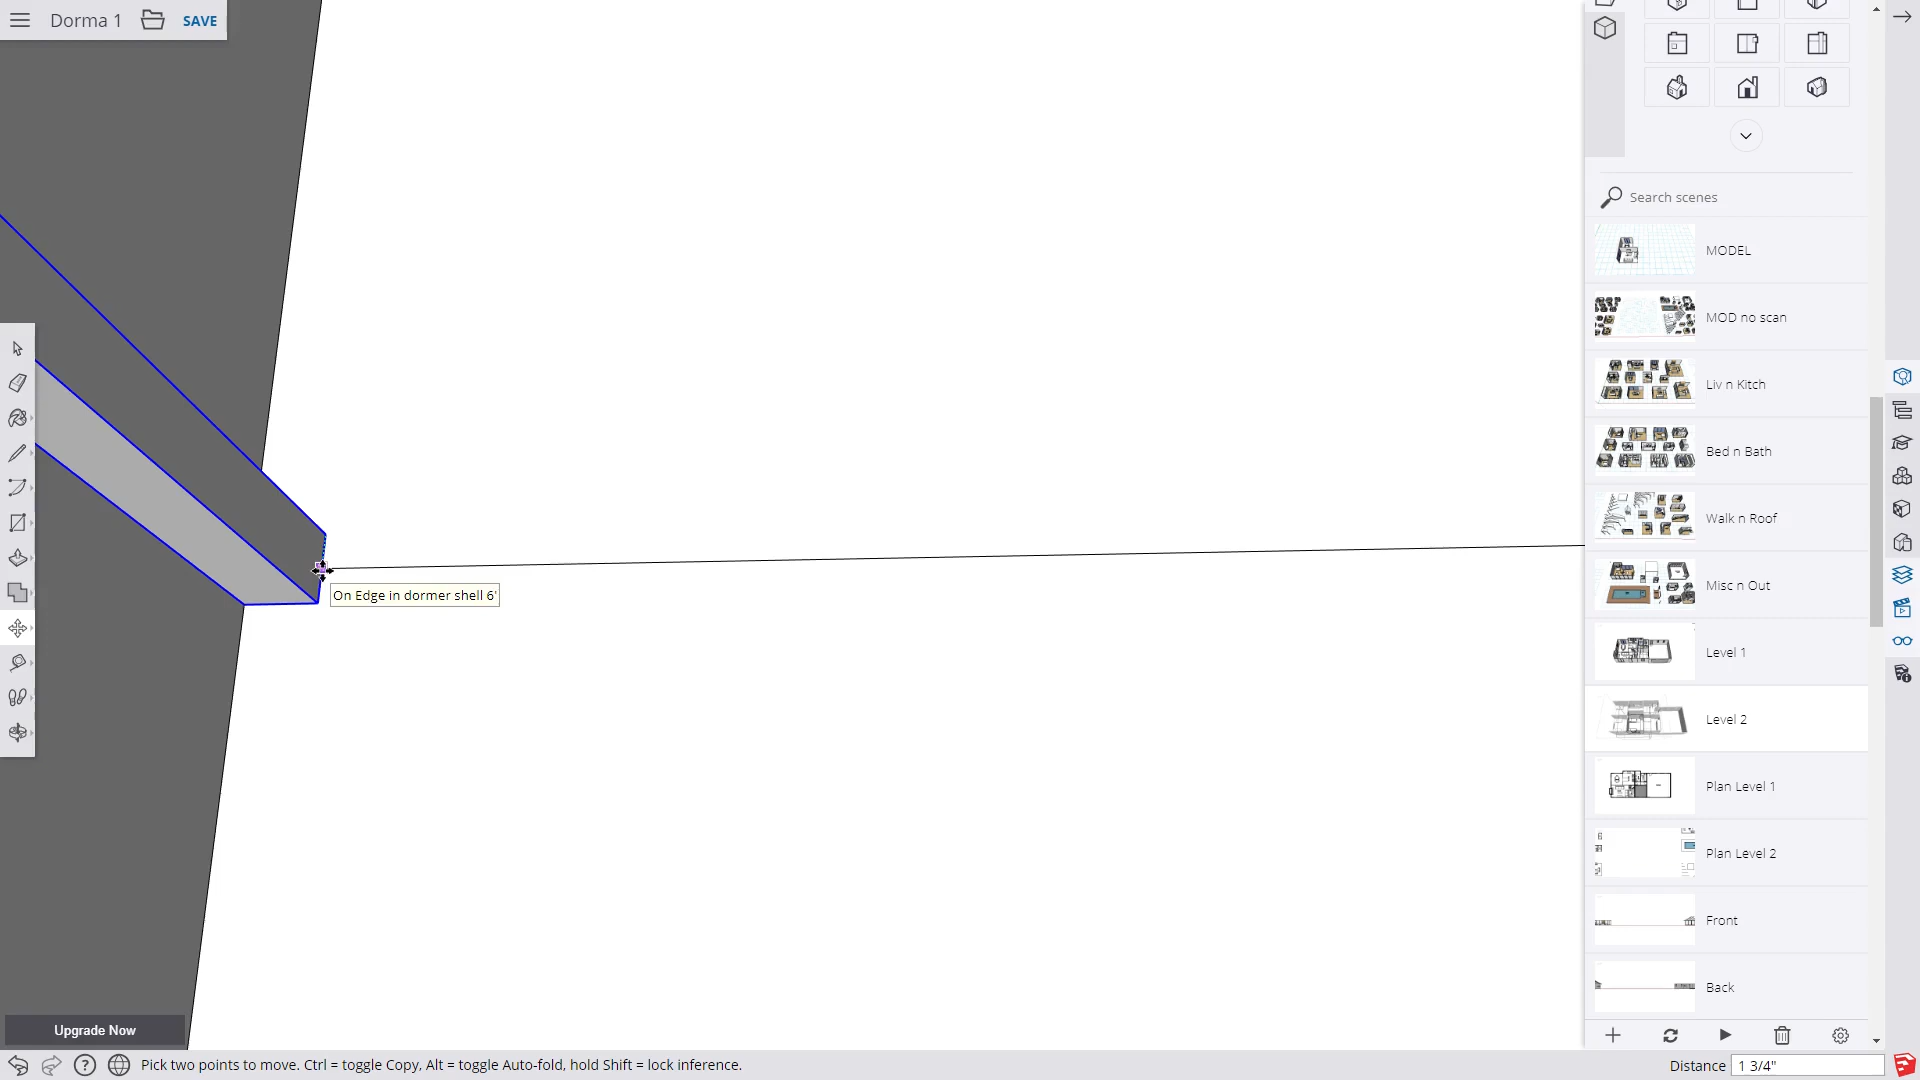 Dorma 1
SAVE
Search scenes
MODEL
MOD no scan
Liv n Kitch
Bed n Bath
Walk n Roof
Misc n Out
Level 1
Level 2
Plan Level 1
Plan Level 2
Front
Back
On Edge in dormer shell 6'
Upgrade Now
Pick two points to move. Ctrl = toggle Copy, Alt = toggle Auto-fold, hold Shift = lock inference.
Distance 1 3/4"